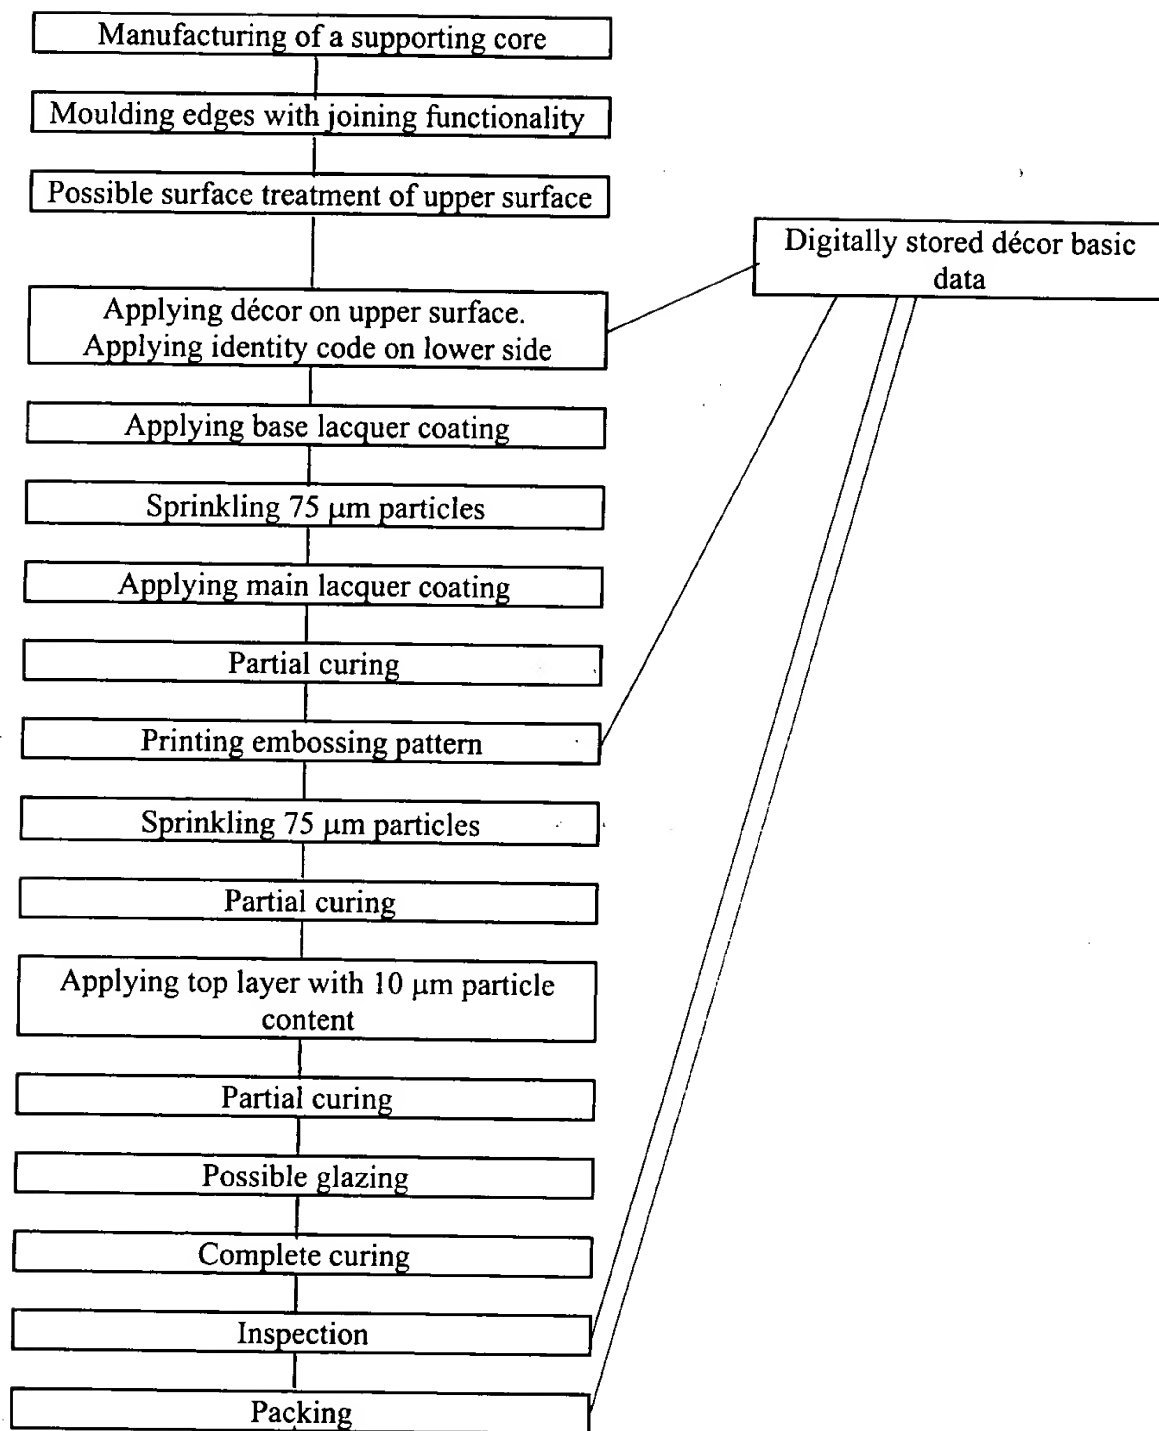 Manufacturing of a supporting core
Moulding edges with joining functionality
Possible surface treatment of upper surface
Digitally stored décor basic
data
Applying décor on upper surface.
Applying identity code on lower side
Applying base lacquer coating
Sprinkling 75 µm particles
Applying main lacquer coating
Partial curing
Printing embossing pattern
Sprinkling 75 µm particles
Partial curing
Applying top layer with 10 µm particle
content
Partial curing
Possible glazing
Complete curing
Inspection
Packing